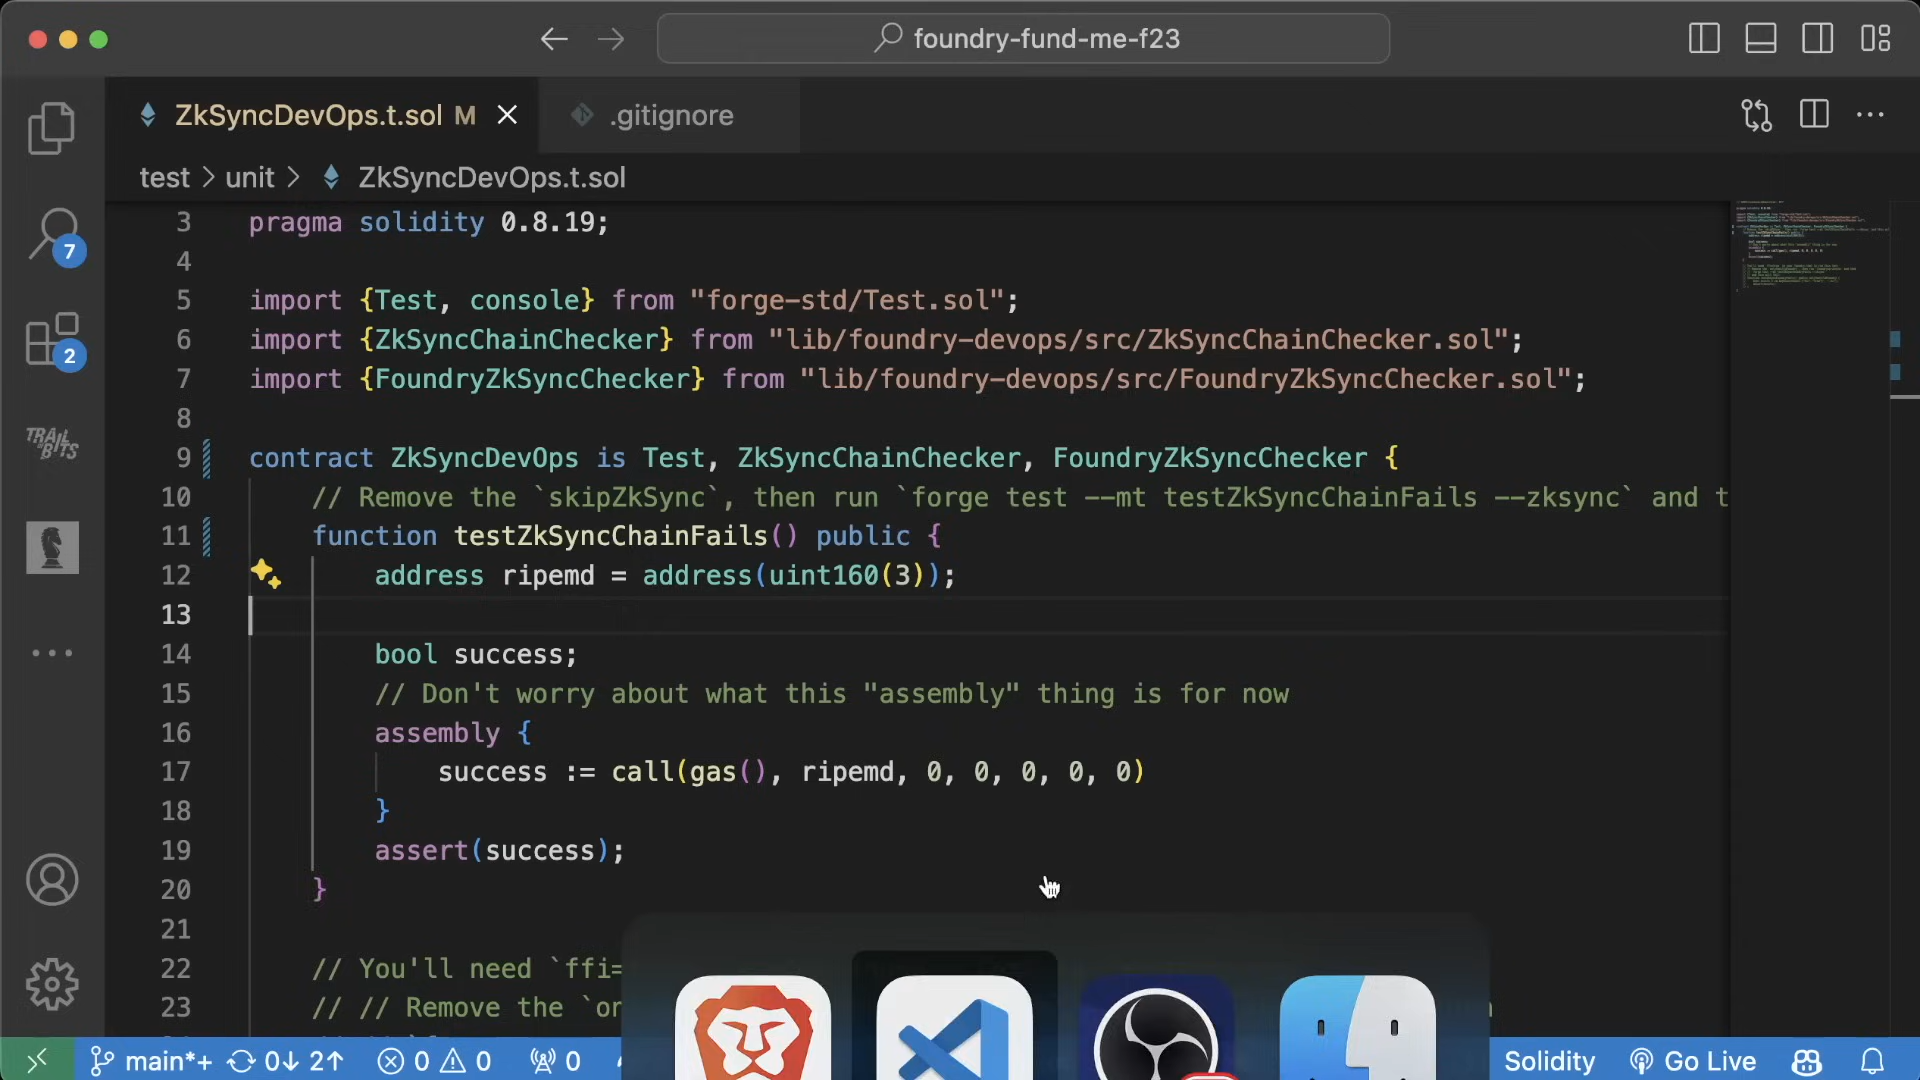 foundry-fund-me-f23
ZkSyncDevOps.t.sol M
.gitignore
test > unit > ZkSyncDevOps.t.sol
7
2
TRAIL OF BITS
3 pragma solidity 0.8.19;
4
5 import {Test, console} from "forge-std/Test.sol";
6 import {ZkSyncChainChecker} from "lib/foundry-devops/src/ZkSyncChainChecker.sol";
7 import {FoundryZkSyncChecker} from "lib/foundry-devops/src/FoundryZkSyncChecker.sol";
8
9 contract ZkSyncDevOps is Test, ZkSyncChainChecker, FoundryZkSyncChecker {
10 // Remove the `skipZkSync`, then run `forge test --mt testZkSyncChainFails --zksync` and t
11 function testZkSyncChainFails() public {
12 address ripemd = address(uint160(3));
13
14 bool success;
15 // Don't worry about what this "assembly" thing is for now
16 assembly {
17 success := call(gas(), ripemd, 0, 0, 0, 0, 0)
18 }
19 assert(success);
20 }
21
22 // You'll need `ffi=
23 // // Remove the `on
main*+ 0↓ 2↑ 0 0 0 Solidity Go Live